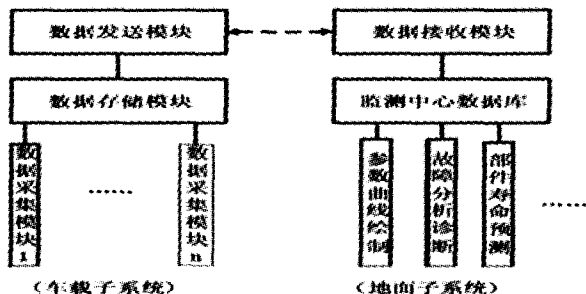 数据发送模块
数据接收模块
数据存储模块
监测中心数据库
数据采集模块1
……
数据采集模块n
参数曲线绘制
故障分析诊断
部件寿命预测
……
(车载子系统)
(地面子系统)